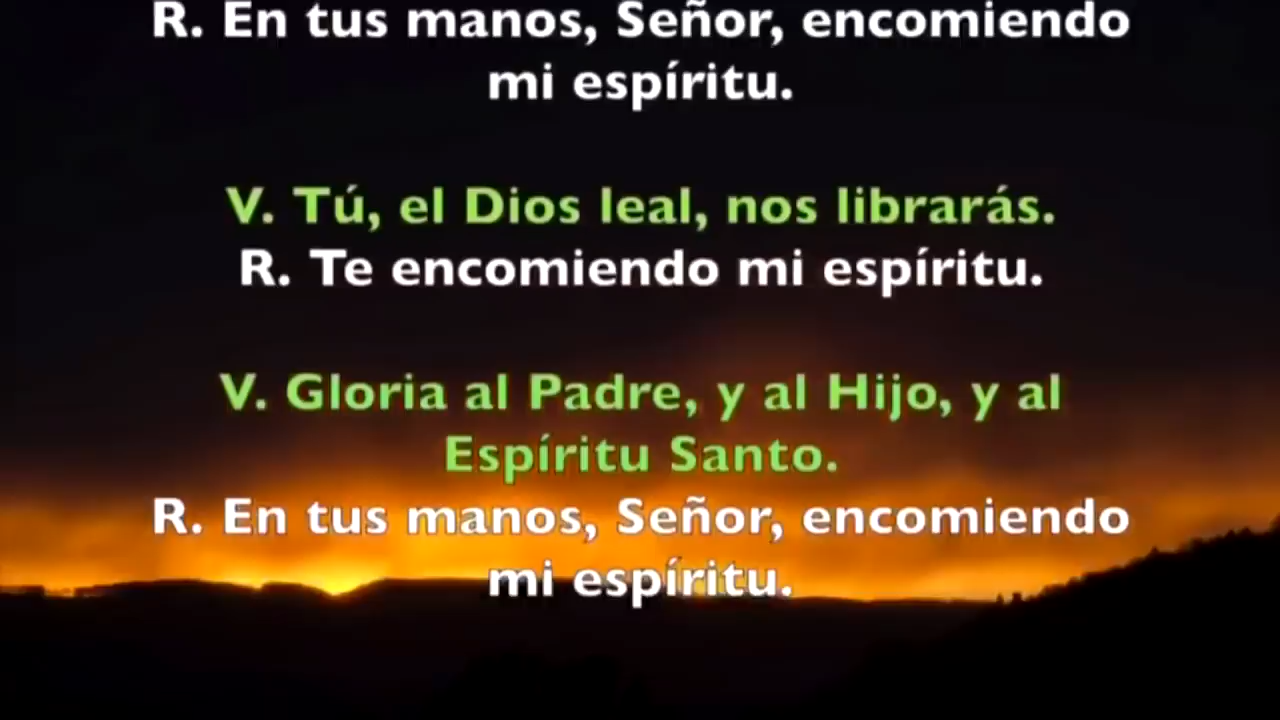 R. En tus manos, Señor, encomiendo
mi espíritu.
V. Tú, el Dios leal, nos librarás.
R. Te encomiendo mi espíritu.
V. Gloria al Padre, y al Hijo, y al
Espíritu Santo.
R. En tus manos, Señor, encomiendo
mi espíritu.